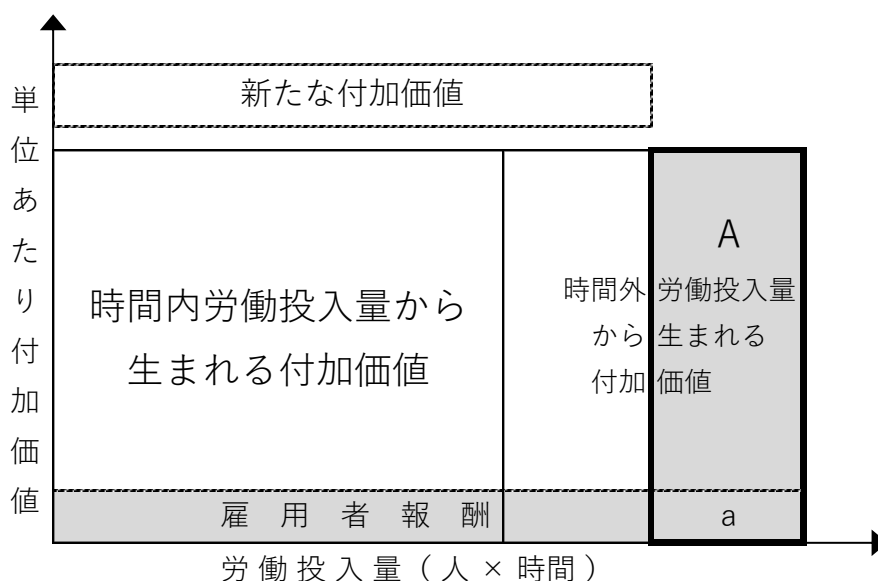 単位あたり付加価値
新たな付加価値
時間内労働投入量から
生まれる付加価値
A
時間外労働投入量
から生まれる
付加価値
雇用者報酬
a
労働投入量(人×時間)